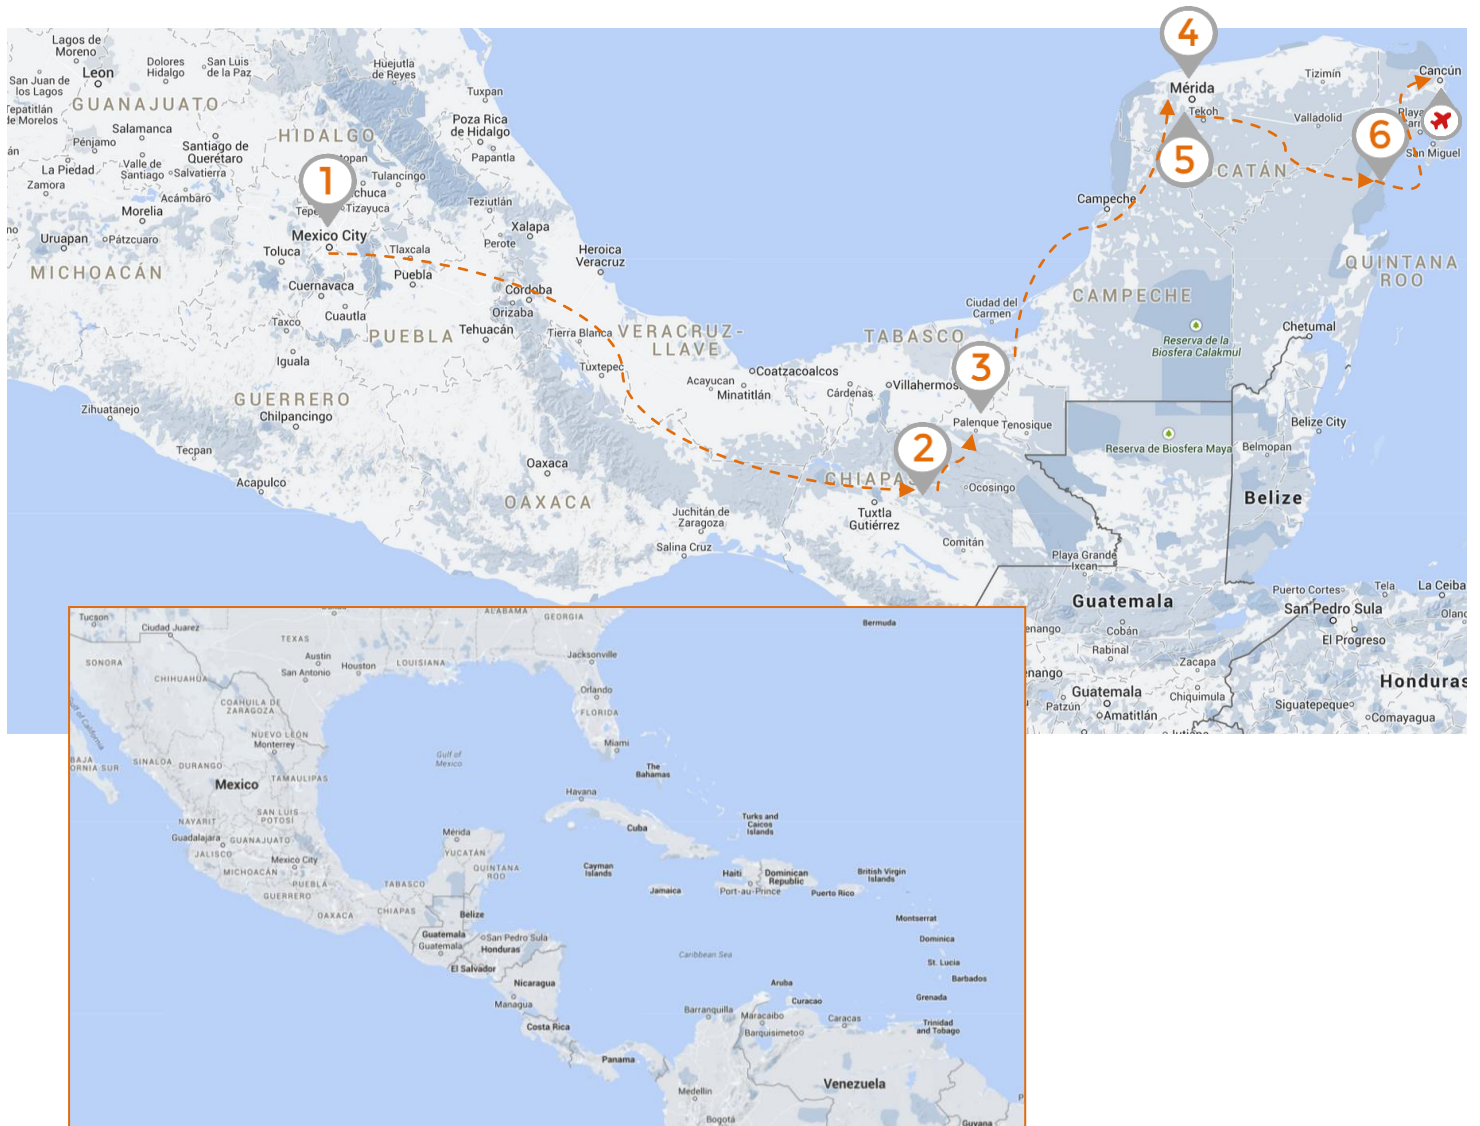 Lagos de
Moreno
San Juan de
los Lagos
Leon
Dolores
Hidalgo
San Luis
de la Paz
Huejutla
de Reyes
GUANAJUATO
Tepatitlán
de Morelos
Salamanca
Pénjamo
Santiago de
Querétaro
HIDALGO
Tuxpan
Poza Rica
de Hidalgo
Papantla
La Piedad
Valle de
Santiago
Salvatierra
Zamora
Acámbaro
Morelia
1
Tulancingo
Tizayuca
Teziutlán
Uruapan
Pátzcuaro
Mexico City
Toluca
Tlaxcala
Perote
Xalapa
MICHOACÁN
Puebla
Heroica
Veracruz
Cuernavaca
Córdoba
Orizaba
Taxco
Cuautla
PUEBLA
Tehuacán
Tierra Blanca
VERACRUZ-
LLAVE
Iguala
Tuxtepec
GUERRERO
Chilpancingo
Zihuatanejo
Acayucan
Minatitlán
Coatzacoalcos
Tecpan
Acapulco
Oaxaca
OAXACA
Juchitán de
Zaragoza
Salina Cruz
TABASCO
Cárdenas
Ciudad del
Carmen
3
Palenque
Tenosique
2
CHIAPAS
Ocosingo
Tuxtla
Gutiérrez
Comitán
4
Mérida
Tekoh
5
Tizimín
Valladolid
6
Cancún
San Miguel
Campeche
CAMPECHE
QUINTANA
ROO
Reserva de la
Biosfera Calakmul
Chetumal
Reserva de Biosfera Maya
Belize City
Belmopan
Belize
Playa Grande
Ixcan
Guatemala
Puerto Cortes
Tela
La Ceiba
San Pedro Sula
El Progreso
Cobán
Rabinal
Zacapa
Guatemala
Chiquimula
Patzún
Amatitlán
Honduras
Siguatepeque
Comayagua
Tucson
Ciudad Juarez
TEXAS
ALABAMA
GEORGIA
Bermuda
SONORA
Austin
San Antonio
Houston
LOUISIANA
Jacksonville
CHIHUAHUA
Orlando
FLORIDA
COAHUILA DE
ZARAGOZA
Gulf of California
NUEVO LEON
Monterrey
Miami
SINALOA
DURANGO
Gulf of
Mexico
The
Bahamas
Mexico
TAMAULIPAS
Havana
SAN LUIS
POTOSI
NAYARIT
Guadalajara
GUANAJUATO
JALISCO
Mexico City
MICHOACÁN
PUEBLA
GUERRERO
OAXACA
TABASCO
CHIAPAS
Mérida
YUCATÁN
QUINTANA
ROO
Cuba
Turks and
Caicos
Islands
Cayman
Islands
Haiti
Dominican
Republic
British Virgin
Islands
Jamaica
Port-au-Prince
Puerto Rico
Belize
Montserrat
Guatemala
Guatemala
San Pedro Sula
Honduras
Dominica
El Salvador
Caribbean Sea
St. Lucia
Nicaragua
Aruba
Barbados
Managua
Curacao
Grenada
Costa Rica
Barranquilla
Maracaibo
Barquisimeto
Caracas
Trinidad
and Tobago
Panama
Venezuela
Medellin
Bogotá
Guyana